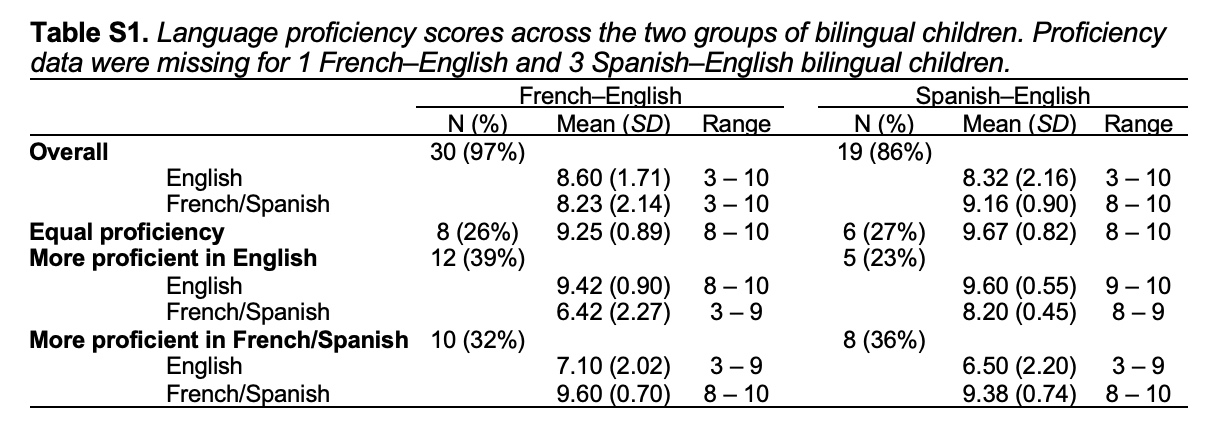 Table S1. Language proficiency scores across the two groups of bilingual children. Proficiency
data were missing for 1 French–English and 3 Spanish–English bilingual children.
French–English Spanish–English
N (%) Mean (SD) Range N (%) Mean (SD) Range
Overall 30 (97%) 19 (86%)
English 8.60 (1.71) 3 – 10 8.32 (2.16) 3 – 10
French/Spanish 8.23 (2.14) 3 – 10 9.16 (0.90) 8 – 10
Equal proficiency 8 (26%) 9.25 (0.89) 8 – 10 6 (27%) 9.67 (0.82) 8 – 10
More proficient in English 12 (39%) 5 (23%)
English 9.42 (0.90) 8 – 10 9.60 (0.55) 9 – 10
French/Spanish 6.42 (2.27) 3 – 9 8.20 (0.45) 8 – 9
More proficient in French/Spanish 10 (32%) 8 (36%)
English 7.10 (2.02) 3 – 9 6.50 (2.20) 3 – 9
French/Spanish 9.60 (0.70) 8 – 10 9.38 (0.74) 8 – 10